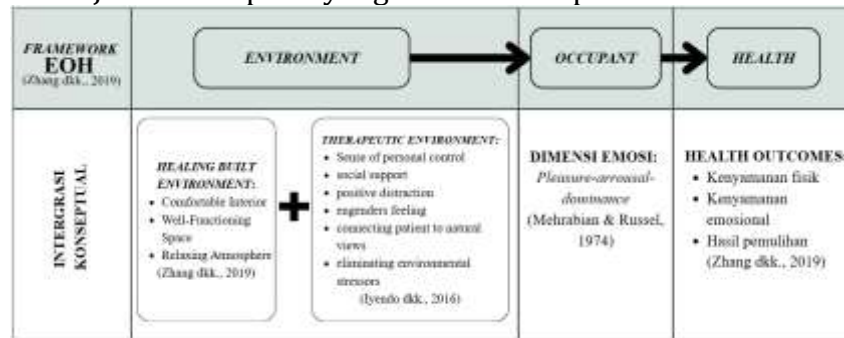 FRAMEWORK
EOH
(Zhang dkk., 2019)
ENVIRONMENT
OCCUPANT
HEALTH
INTERGRASI
KONSEPTUAL
HEALING BUILT
ENVIRONMENT:
• Comfortable Interior
• Well-Functioning
Space
• Relaxing Atmosphere
(Zhang dkk., 2019)
+
THERAPEUTIC ENVIRONMENT:
• Sense of personal control
• social support
• positive distraction
• engenders feeling
• connecting patient to natural
views
• eliminating environmental
stressors
(Iyendo dkk., 2016)
DIMENSI EMOSI:
Pleasure-arrousal-
dominance
(Mehrabian & Russel,
1974)
HEALTH OUTCOMES:
• Kenyamanan fisik
• Kenyamanan
emosional
• Hasil pemulihan
(Zhang dkk., 2019)